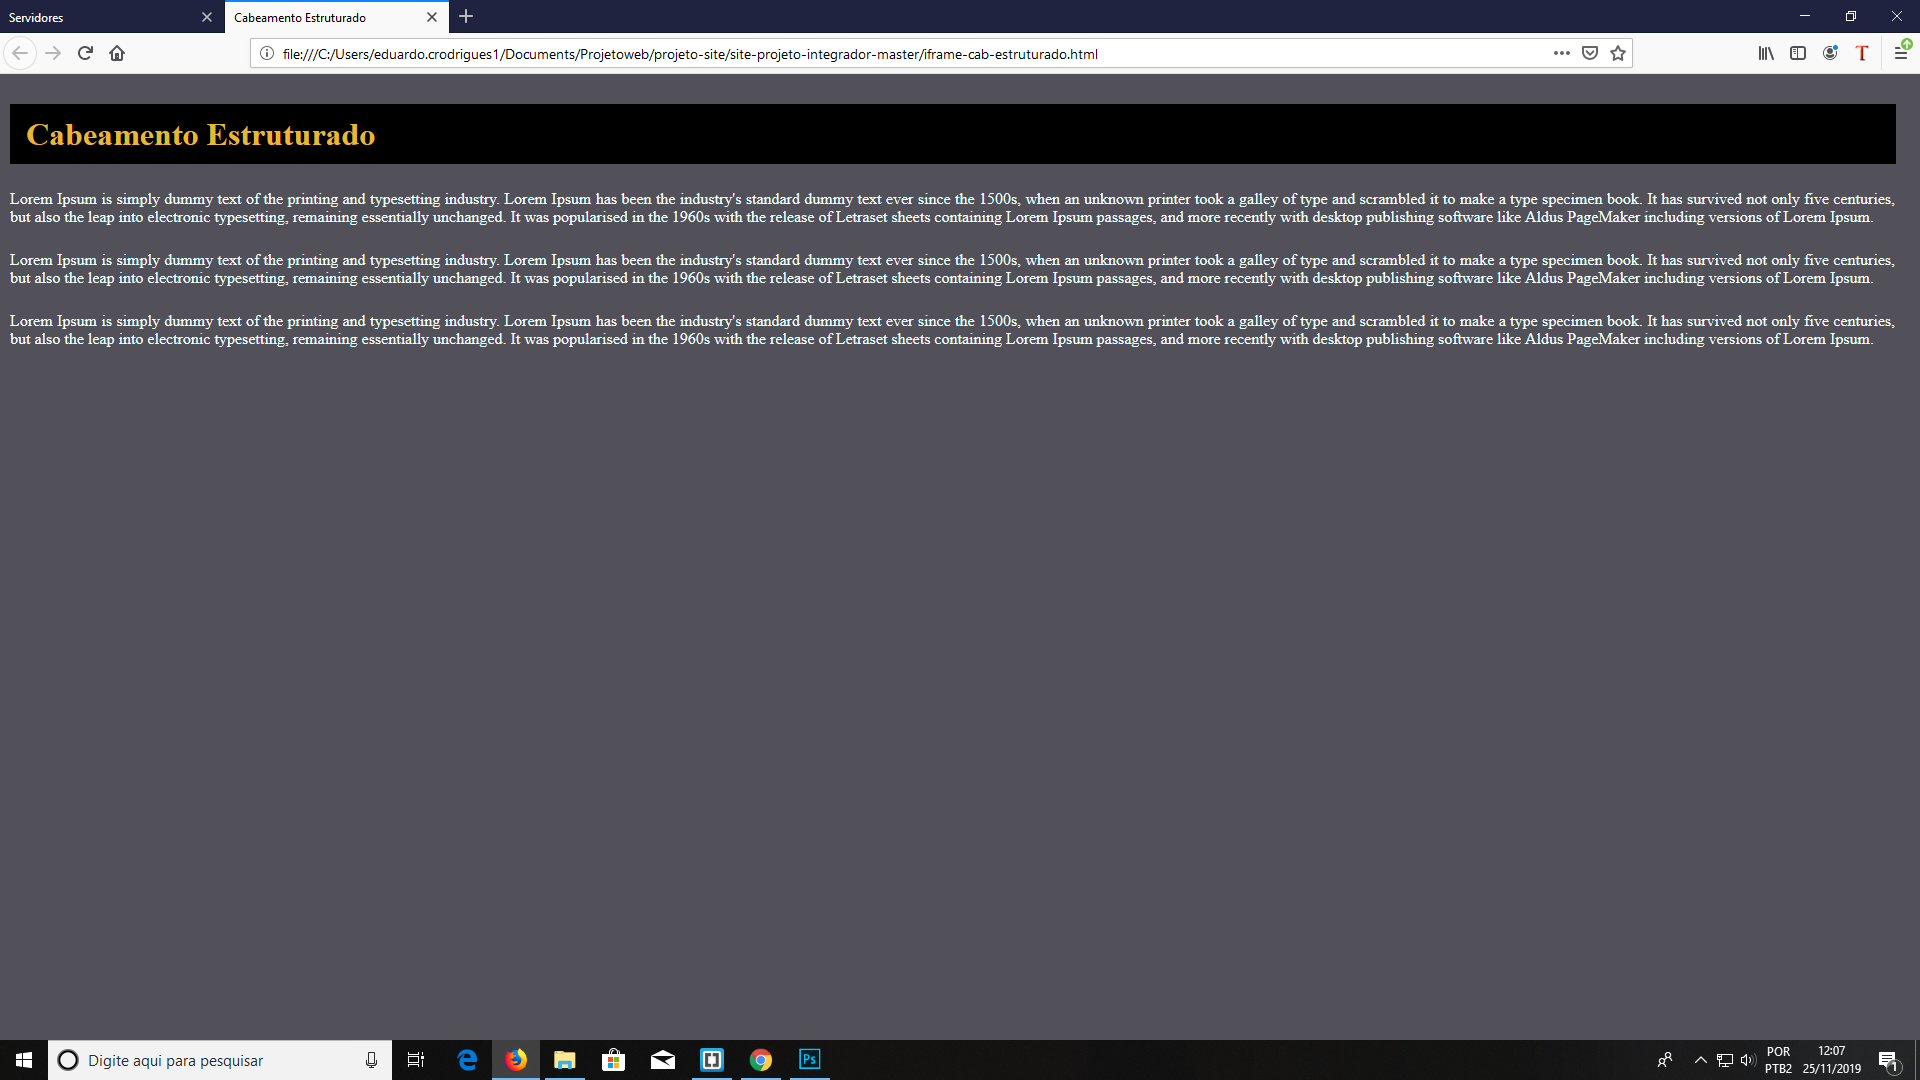 Servidores
Cabeamento Estruturado
file:///C:/Users/eduardo.crodrigues1/Documents/Projetoweb/projeto-site/site-projeto-integrador-master/iframe-cab-estruturado.html
T
Cabeamento Estruturado
Lorem Ipsum is simply dummy text of the printing and typesetting industry. Lorem Ipsum has been the industry's standard dummy text ever since the 1500s, when an unknown printer took a galley of type and scrambled it to make a type specimen book. It has survived not only five centuries,
but also the leap into electronic typesetting, remaining essentially unchanged. It was popularised in the 1960s with the release of Letraset sheets containing Lorem Ipsum passages, and more recently with desktop publishing software like Aldus PageMaker including versions of Lorem Ipsum.
Lorem Ipsum is simply dummy text of the printing and typesetting industry. Lorem Ipsum has been the industry's standard dummy text ever since the 1500s, when an unknown printer took a galley of type and scrambled it to make a type specimen book. It has survived not only five centuries,
but also the leap into electronic typesetting, remaining essentially unchanged. It was popularised in the 1960s with the release of Letraset sheets containing Lorem Ipsum passages, and more recently with desktop publishing software like Aldus PageMaker including versions of Lorem Ipsum.
Lorem Ipsum is simply dummy text of the printing and typesetting industry. Lorem Ipsum has been the industry's standard dummy text ever since the 1500s, when an unknown printer took a galley of type and scrambled it to make a type specimen book. It has survived not only five centuries,
but also the leap into electronic typesetting, remaining essentially unchanged. It was popularised in the 1960s with the release of Letraset sheets containing Lorem Ipsum passages, and more recently with desktop publishing software like Aldus PageMaker including versions of Lorem Ipsum.
Digite aqui para pesquisar
Ps
POR
PTB2
12:07
25/11/2019
1